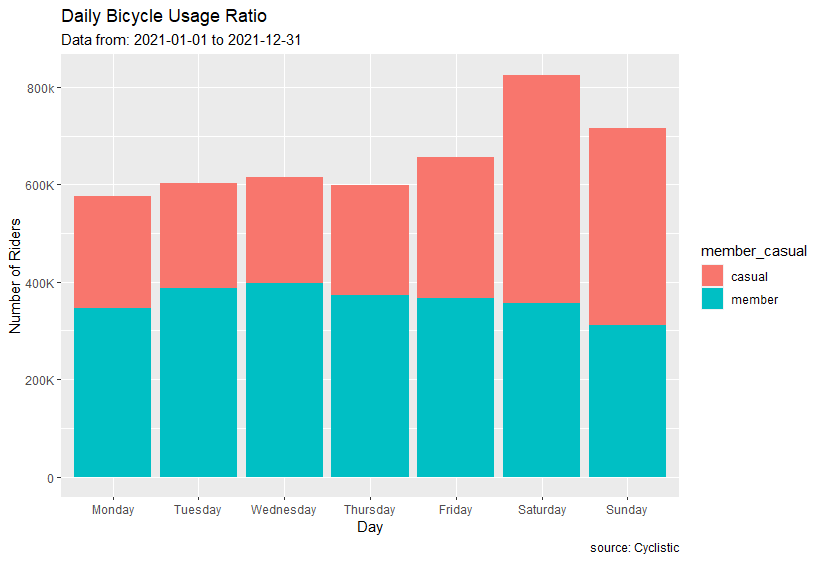 Daily Bicycle Usage Ratio
Data from: 2021-01-01 to 2021-12-31
800k
600K
400K
200K
0
Number of Riders
Monday Tuesday Wednesday Thursday Friday Saturday Sunday
Day
member_casual
casual
member
source: Cyclistic